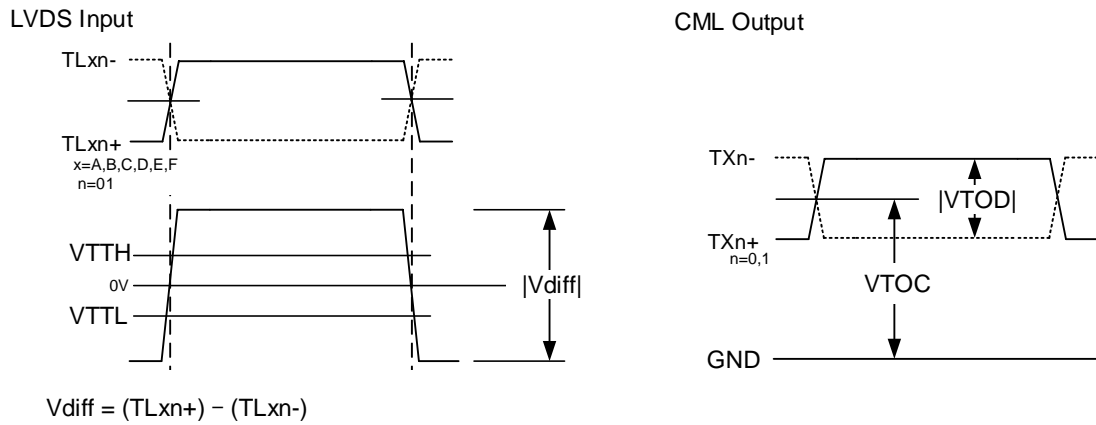 LVDS Input
TLxn-
TLxn+
x=A,B,C,D,E,F
n=01
VTTH
0V
VTTL
|Vdiff|
Vdiff = (TLxn+) − (TLxn-)
CML Output
TXn-
|VTOD|
TXn+
n=0,1
VTOC
GND